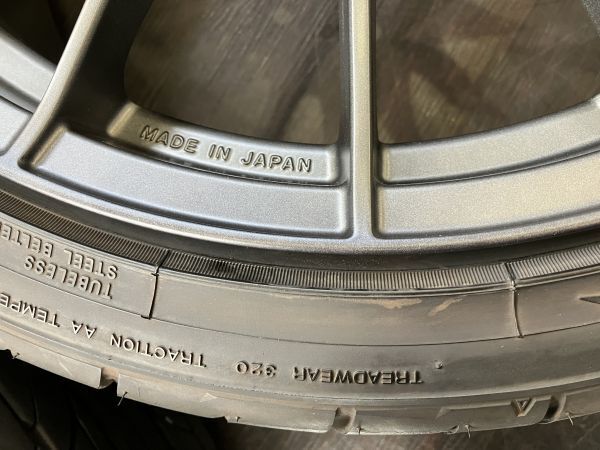 MADE IN JAPAN
TUBELESS
STEEL BELTED
TREADWEAR 320 TRACTION AA TEMPE